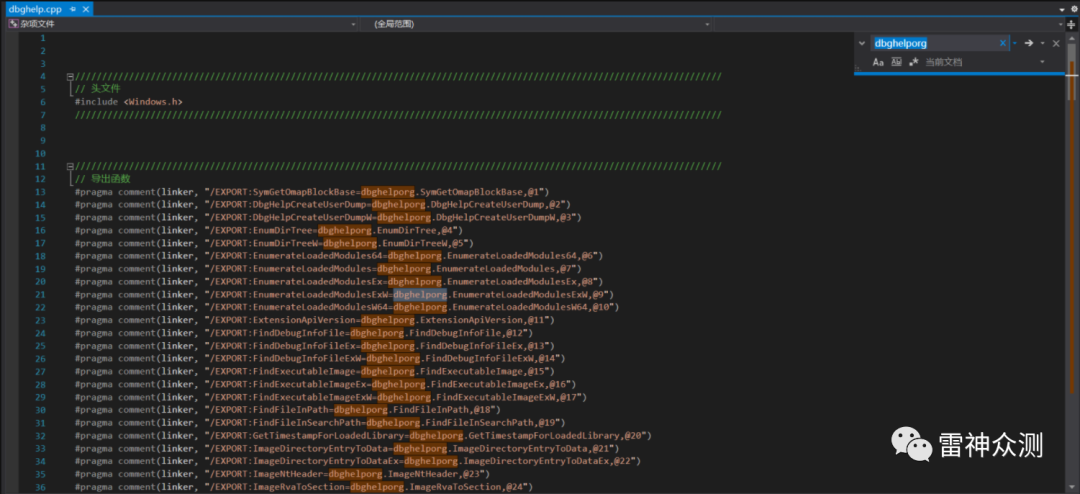 dbghelp.cpp
杂项文件
(全局范围)
dbghelporg
Aa
当前文档
1
2
3
4 ////////////////////////////////////////////////////////////////////////////////////////////////////////////////////////
5 // 头文件
6 #include <Windows.h>
7 ////////////////////////////////////////////////////////////////////////////////////////////////////////////////////////
8
9
10
11 ////////////////////////////////////////////////////////////////////////////////////////////////////////////////////////
12 // 导出函数
13 #pragma comment(linker, "/EXPORT:SymGetOmapBlockBase=dbghelporg.SymGetOmapBlockBase,@1")
14 #pragma comment(linker, "/EXPORT:DbgHelpCreateUserDump=dbghelporg.DbgHelpCreateUserDump,@2")
15 #pragma comment(linker, "/EXPORT:DbgHelpCreateUserDumpW=dbghelporg.DbgHelpCreateUserDumpW,@3")
16 #pragma comment(linker, "/EXPORT:EnumDirTree=dbghelporg.EnumDirTree,@4")
17 #pragma comment(linker, "/EXPORT:EnumDirTreeW=dbghelporg.EnumDirTreeW,@5")
18 #pragma comment(linker, "/EXPORT:EnumerateLoadedModules64=dbghelporg.EnumerateLoadedModules64,@6")
19 #pragma comment(linker, "/EXPORT:EnumerateLoadedModules=dbghelporg.EnumerateLoadedModules,@7")
20 #pragma comment(linker, "/EXPORT:EnumerateLoadedModulesEx=dbghelporg.EnumerateLoadedModulesEx,@8")
21 #pragma comment(linker, "/EXPORT:EnumerateLoadedModulesExW=dbghelporg.EnumerateLoadedModulesExW,@9")
22 #pragma comment(linker, "/EXPORT:EnumerateLoadedModulesW64=dbghelporg.EnumerateLoadedModulesW64,@10")
23 #pragma comment(linker, "/EXPORT:ExtensionApiVersion=dbghelporg.ExtensionApiVersion,@11")
24 #pragma comment(linker, "/EXPORT:FindDebugInfoFile=dbghelporg.FindDebugInfoFile,@12")
25 #pragma comment(linker, "/EXPORT:FindDebugInfoFileEx=dbghelporg.FindDebugInfoFileEx,@13")
26 #pragma comment(linker, "/EXPORT:FindDebugInfoFileExW=dbghelporg.FindDebugInfoFileExW,@14")
27 #pragma comment(linker, "/EXPORT:FindExecutableImage=dbghelporg.FindExecutableImage,@15")
28 #pragma comment(linker, "/EXPORT:FindExecutableImageEx=dbghelporg.FindExecutableImageEx,@16")
29 #pragma comment(linker, "/EXPORT:FindExecutableImageExW=dbghelporg.FindExecutableImageExW,@17")
30 #pragma comment(linker, "/EXPORT:FindFileInPath=dbghelporg.FindFileInPath,@18")
31 #pragma comment(linker, "/EXPORT:FindFileInSearchPath=dbghelporg.FindFileInSearchPath,@19")
32 #pragma comment(linker, "/EXPORT:GetTimestampForLoadedLibrary=dbghelporg.GetTimestampForLoadedLibrary,@20")
33 #pragma comment(linker, "/EXPORT:ImageDirectoryEntryToData=dbghelporg.ImageDirectoryEntryToData,@21")
34 #pragma comment(linker, "/EXPORT:ImageDirectoryEntryToDataEx=dbghelporg.ImageDirectoryEntryToDataEx,@22")
35 #pragma comment(linker, "/EXPORT:ImageNtHeader=dbghelporg.ImageNtHeader,@23")
36 #pragma comment(linker, "/EXPORT:ImageRvaToSection=dbghelporg.ImageRvaToSection,@24")
雷神众测